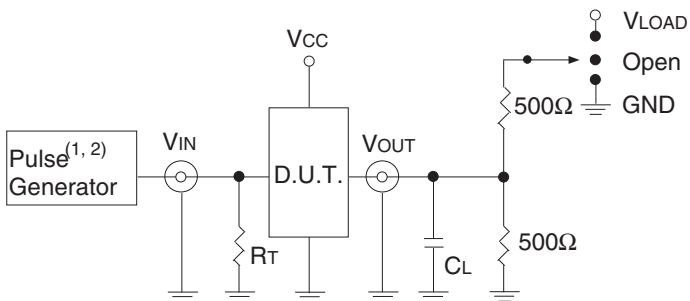 VLOAD
VCC
Open
500Ω
GND
Pulse(1, 2)
Generator
VIN
D.U.T.
VOUT
RT
CL
500Ω